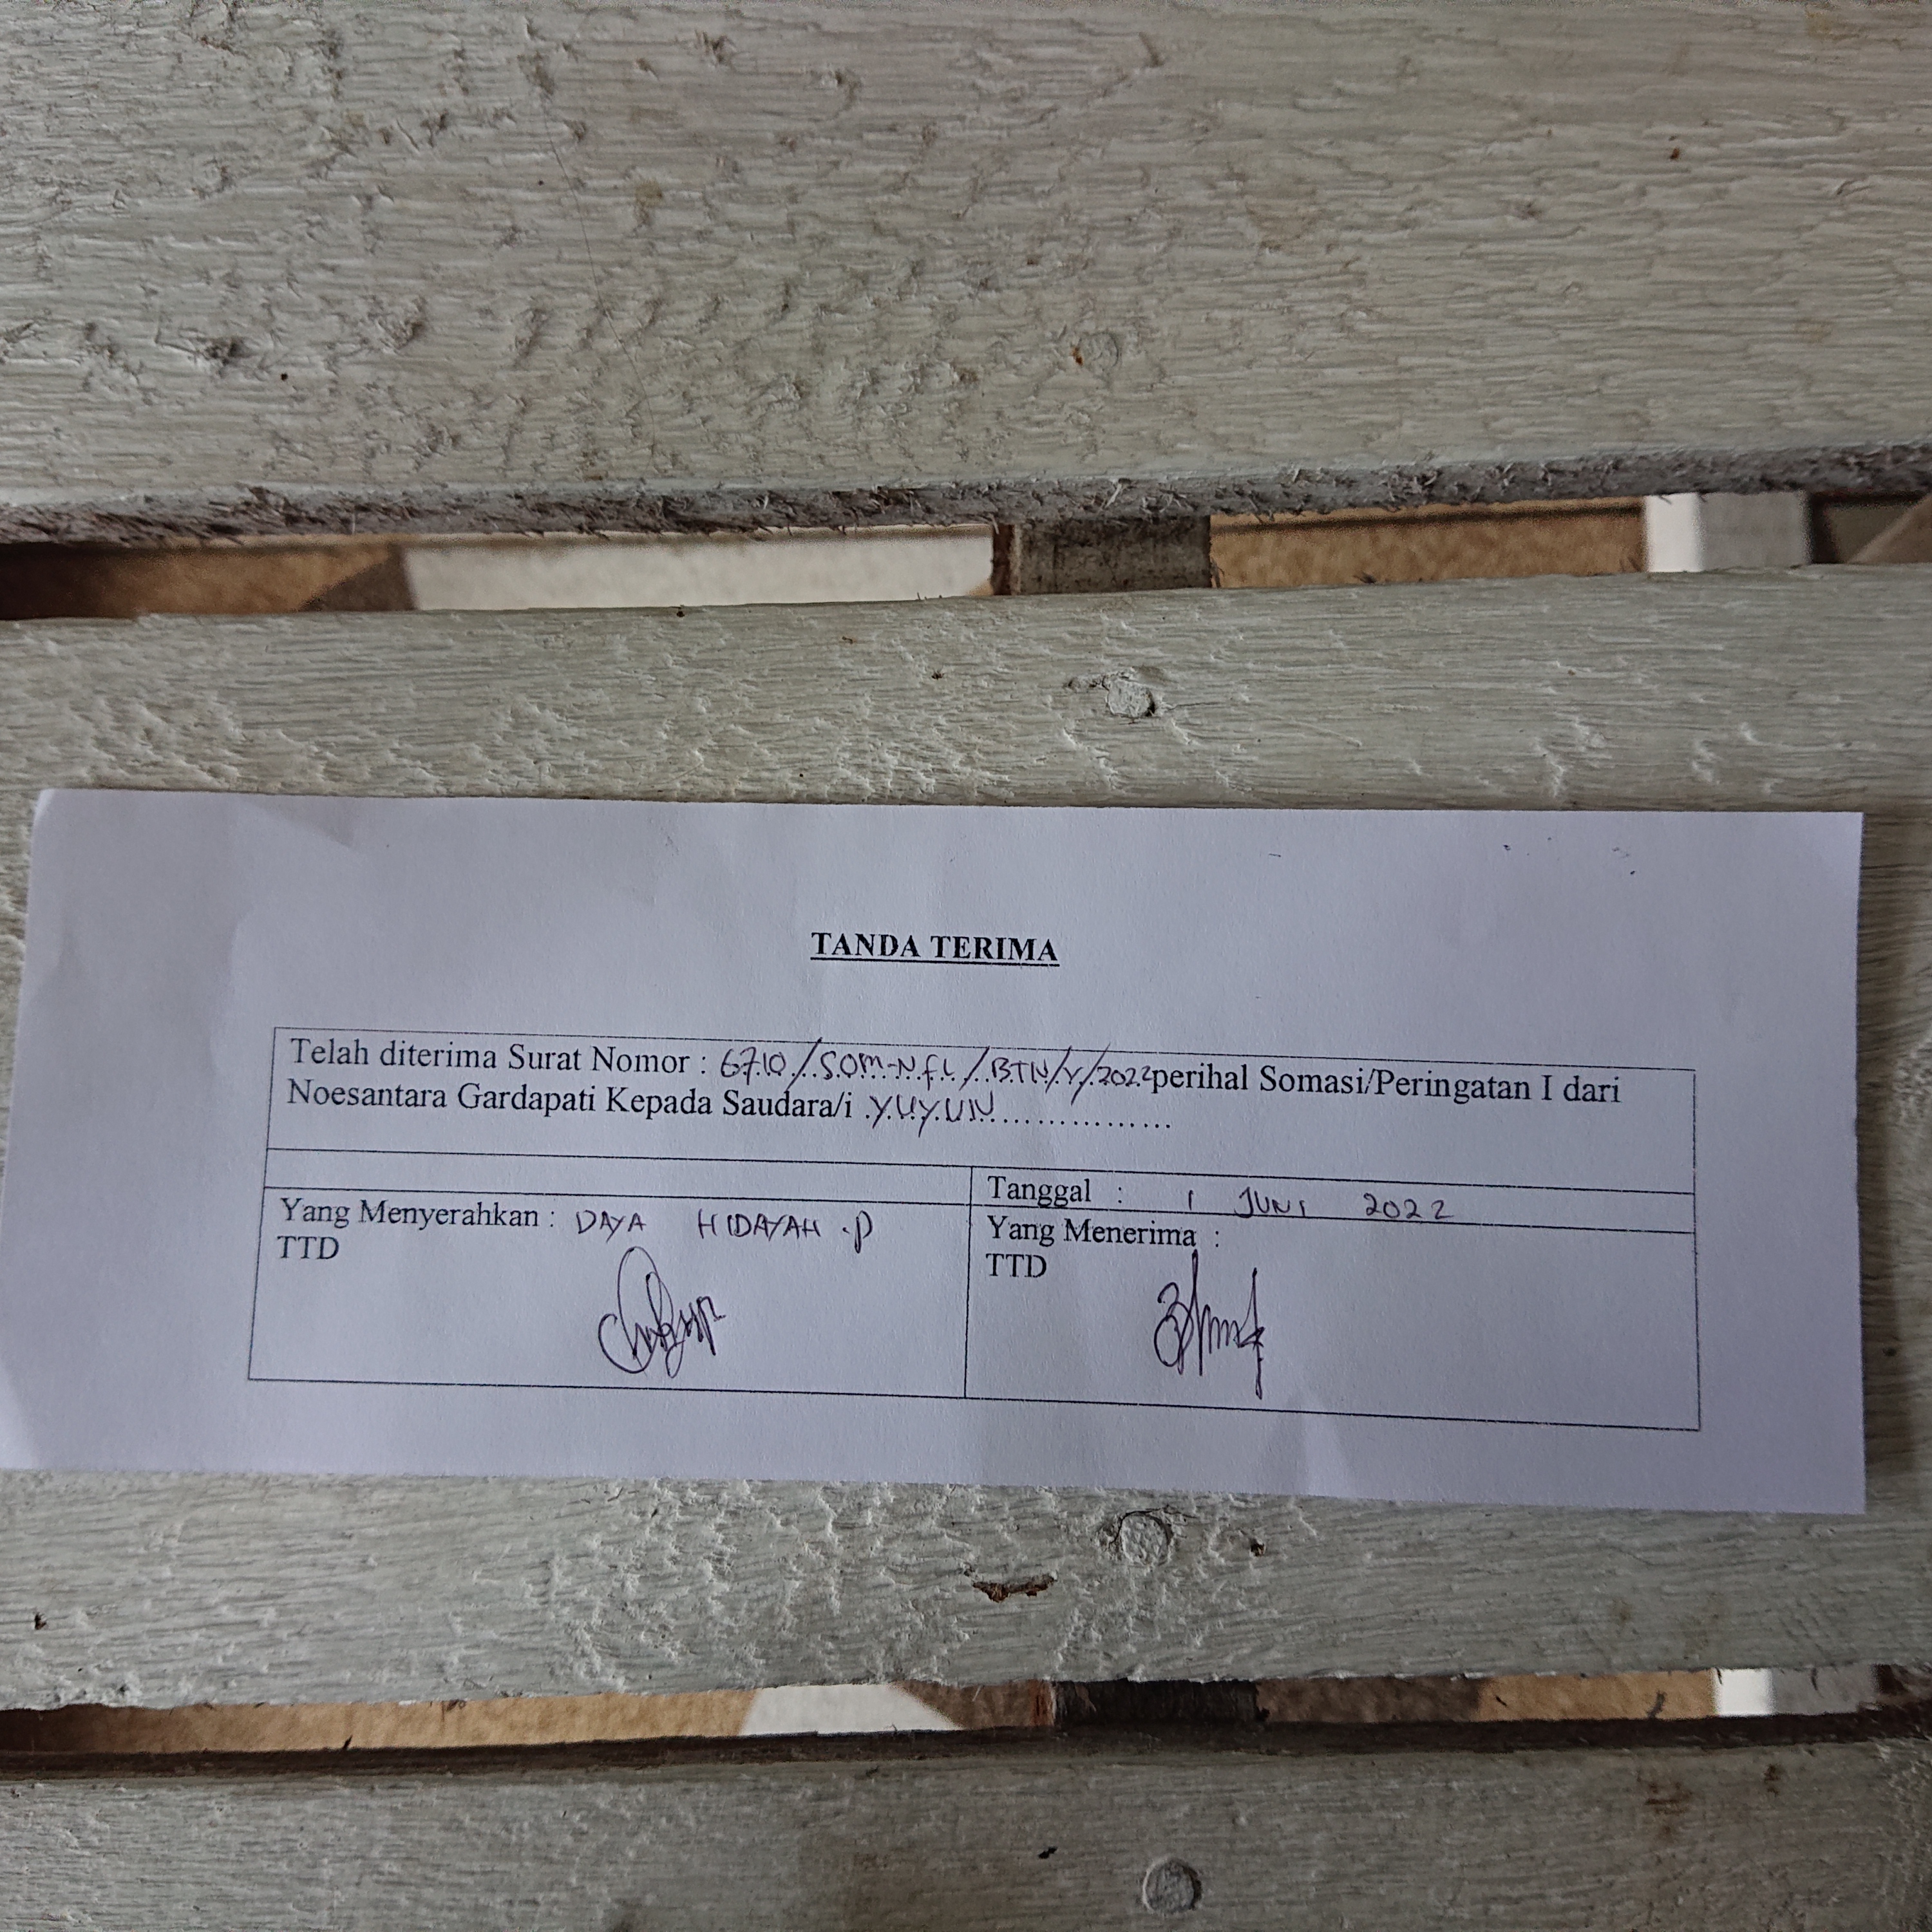 TANDA TERIMA
Telah diterima Surat Nomor : 6710/SOM-NFL/BTN/V/2022 perihal Somasi/Peringatan I dari
Noesantara Gardapati Kepada Saudara/i .YUYUN................
Tanggal : 1 JUNI 2022
Yang Menyerahkan : DAYA HIDAYAH .P
TTD
Yang Menerima :
TTD